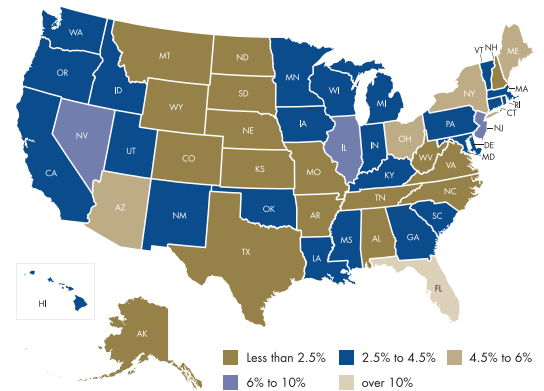 WA
MT
ND
MN
VT
NH
ME
OR
ID
SD
WI
MI
NY
MA
RI
CT
WY
IA
PA
NJ
NE
NV
UT
IL
IN
OH
DE
MD
CO
CA
KS
MO
WV
VA
KY
NC
TN
AZ
NM
OK
AR
SC
MS
AL
GA
TX
LA
FL
HI
AK
Less than 2.5%
2.5% to 4.5%
4.5% to 6%
6% to 10%
over 10%